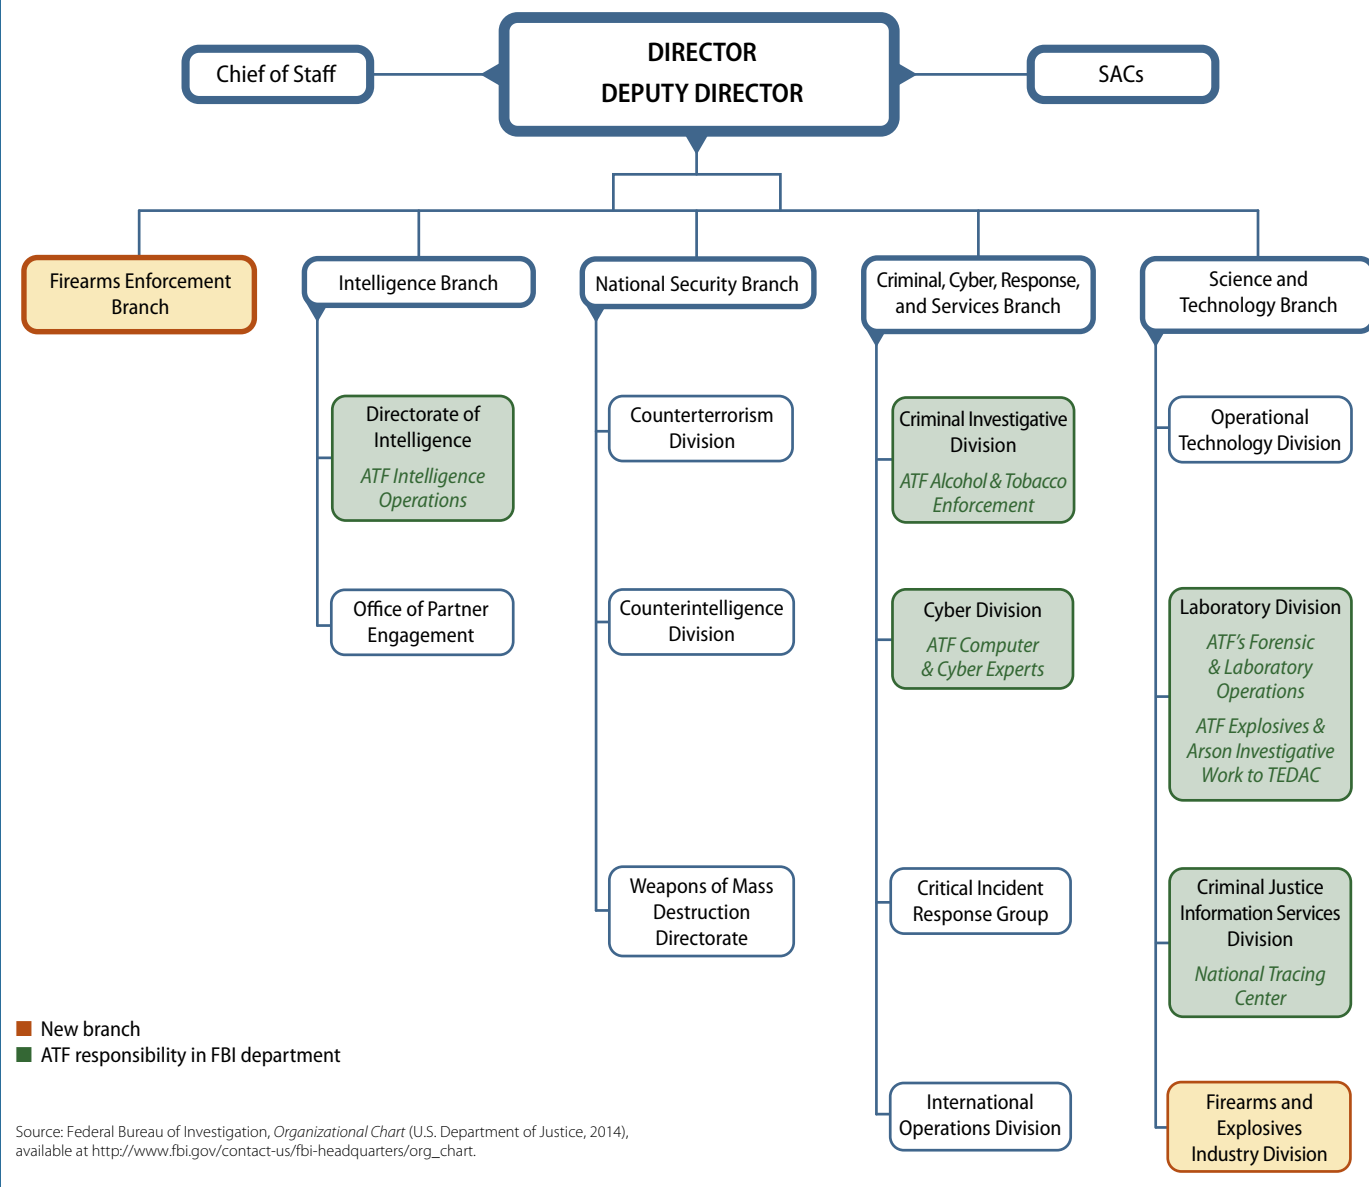 Chief of Staff
DIRECTOR
DEPUTY DIRECTOR
SACs
Firearms Enforcement
Branch
Intelligence Branch
National Security Branch
Criminal, Cyber, Response,
and Services Branch
Science and
Technology Branch
Directorate of
Intelligence
ATF Intelligence
Operations
Office of Partner
Engagement
Counterterrorism
Division
Counterintelligence
Division
Weapons of Mass
Destruction
Directorate
Criminal Investigative
Division
ATF Alcohol & Tobacco
Enforcement
Cyber Division
ATF Computer
& Cyber Experts
Critical Incident
Response Group
International
Operations Division
Operational
Technology Division
Laboratory Division
ATF's Forensic
& Laboratory
Operations
ATF Explosives &
Arson Investigative
Work to TEDAC
Criminal Justice
Information Services
Division
National Tracing
Center
Firearms and
Explosives
Industry Division
New branch
ATF responsibility in FBI department
Source: Federal Bureau of Investigation, Organizational Chart (U.S. Department of Justice, 2014),
available at http://www.fbi.gov/contact-us/fbi-headquarters/org_chart.